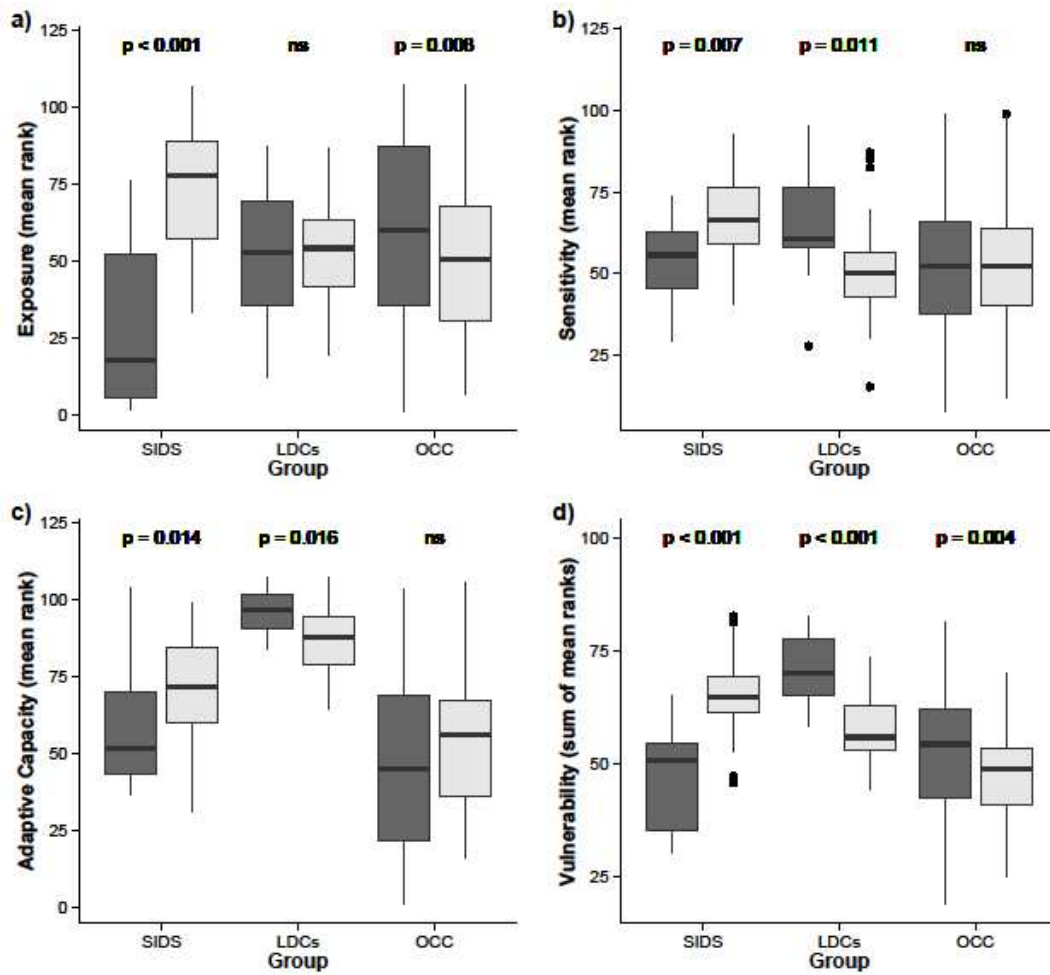 a)
Exposure (mean rank)
125
100
75
50
25
0
p < 0.001 ns p = 0.008
SIDS LDCs OCC
Group
b)
Sensitivity (mean rank)
125
100
75
50
25
p = 0.007 p = 0.011 ns
SIDS LDCs OCC
Group
c)
Adaptive Capacity (mean rank)
125
100
75
50
25
0
p = 0.014 p = 0.016 ns
SIDS LDCs OCC
Group
d)
Vulnerability (sum of mean ranks)
100
75
50
25
p < 0.001 p < 0.001 p = 0.004
SIDS LDCs OCC
Group